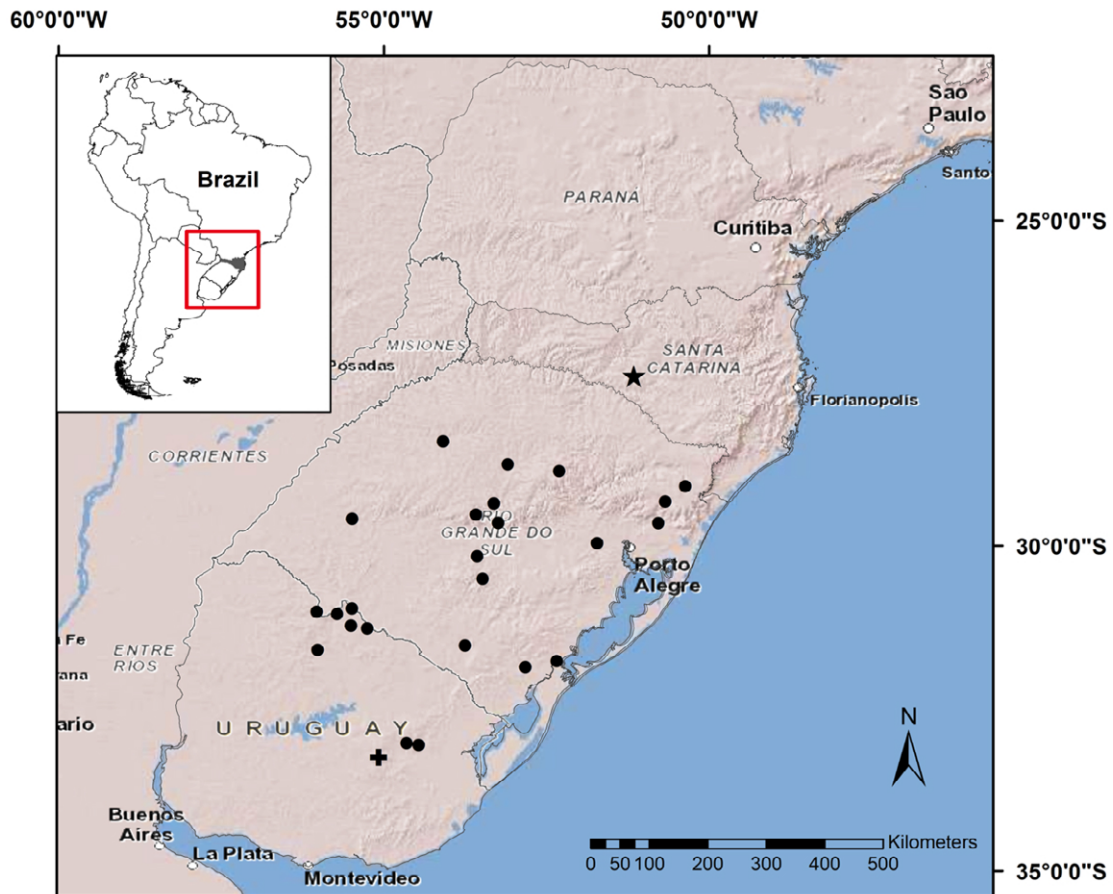 60°0'0"W
55°0'0"W
50°0'0"W
Brazil
Sao
Paulo
Santo
PARANA
Curitiba
25°0'0"S
MISIONES
Posadas
SANTA
CATARINA
Florianopolis
CORRIENTES
RIO
GRANDE DO
SUL
30°0'0"S
Porto
Alegre
Fe
ENTRE
RIOS
rana
ario
URUGUAY
N
Buenos
Aires
La Plata
Montevideo
Kilometers
0 50 100 200 300 400 500
35°0'0"S